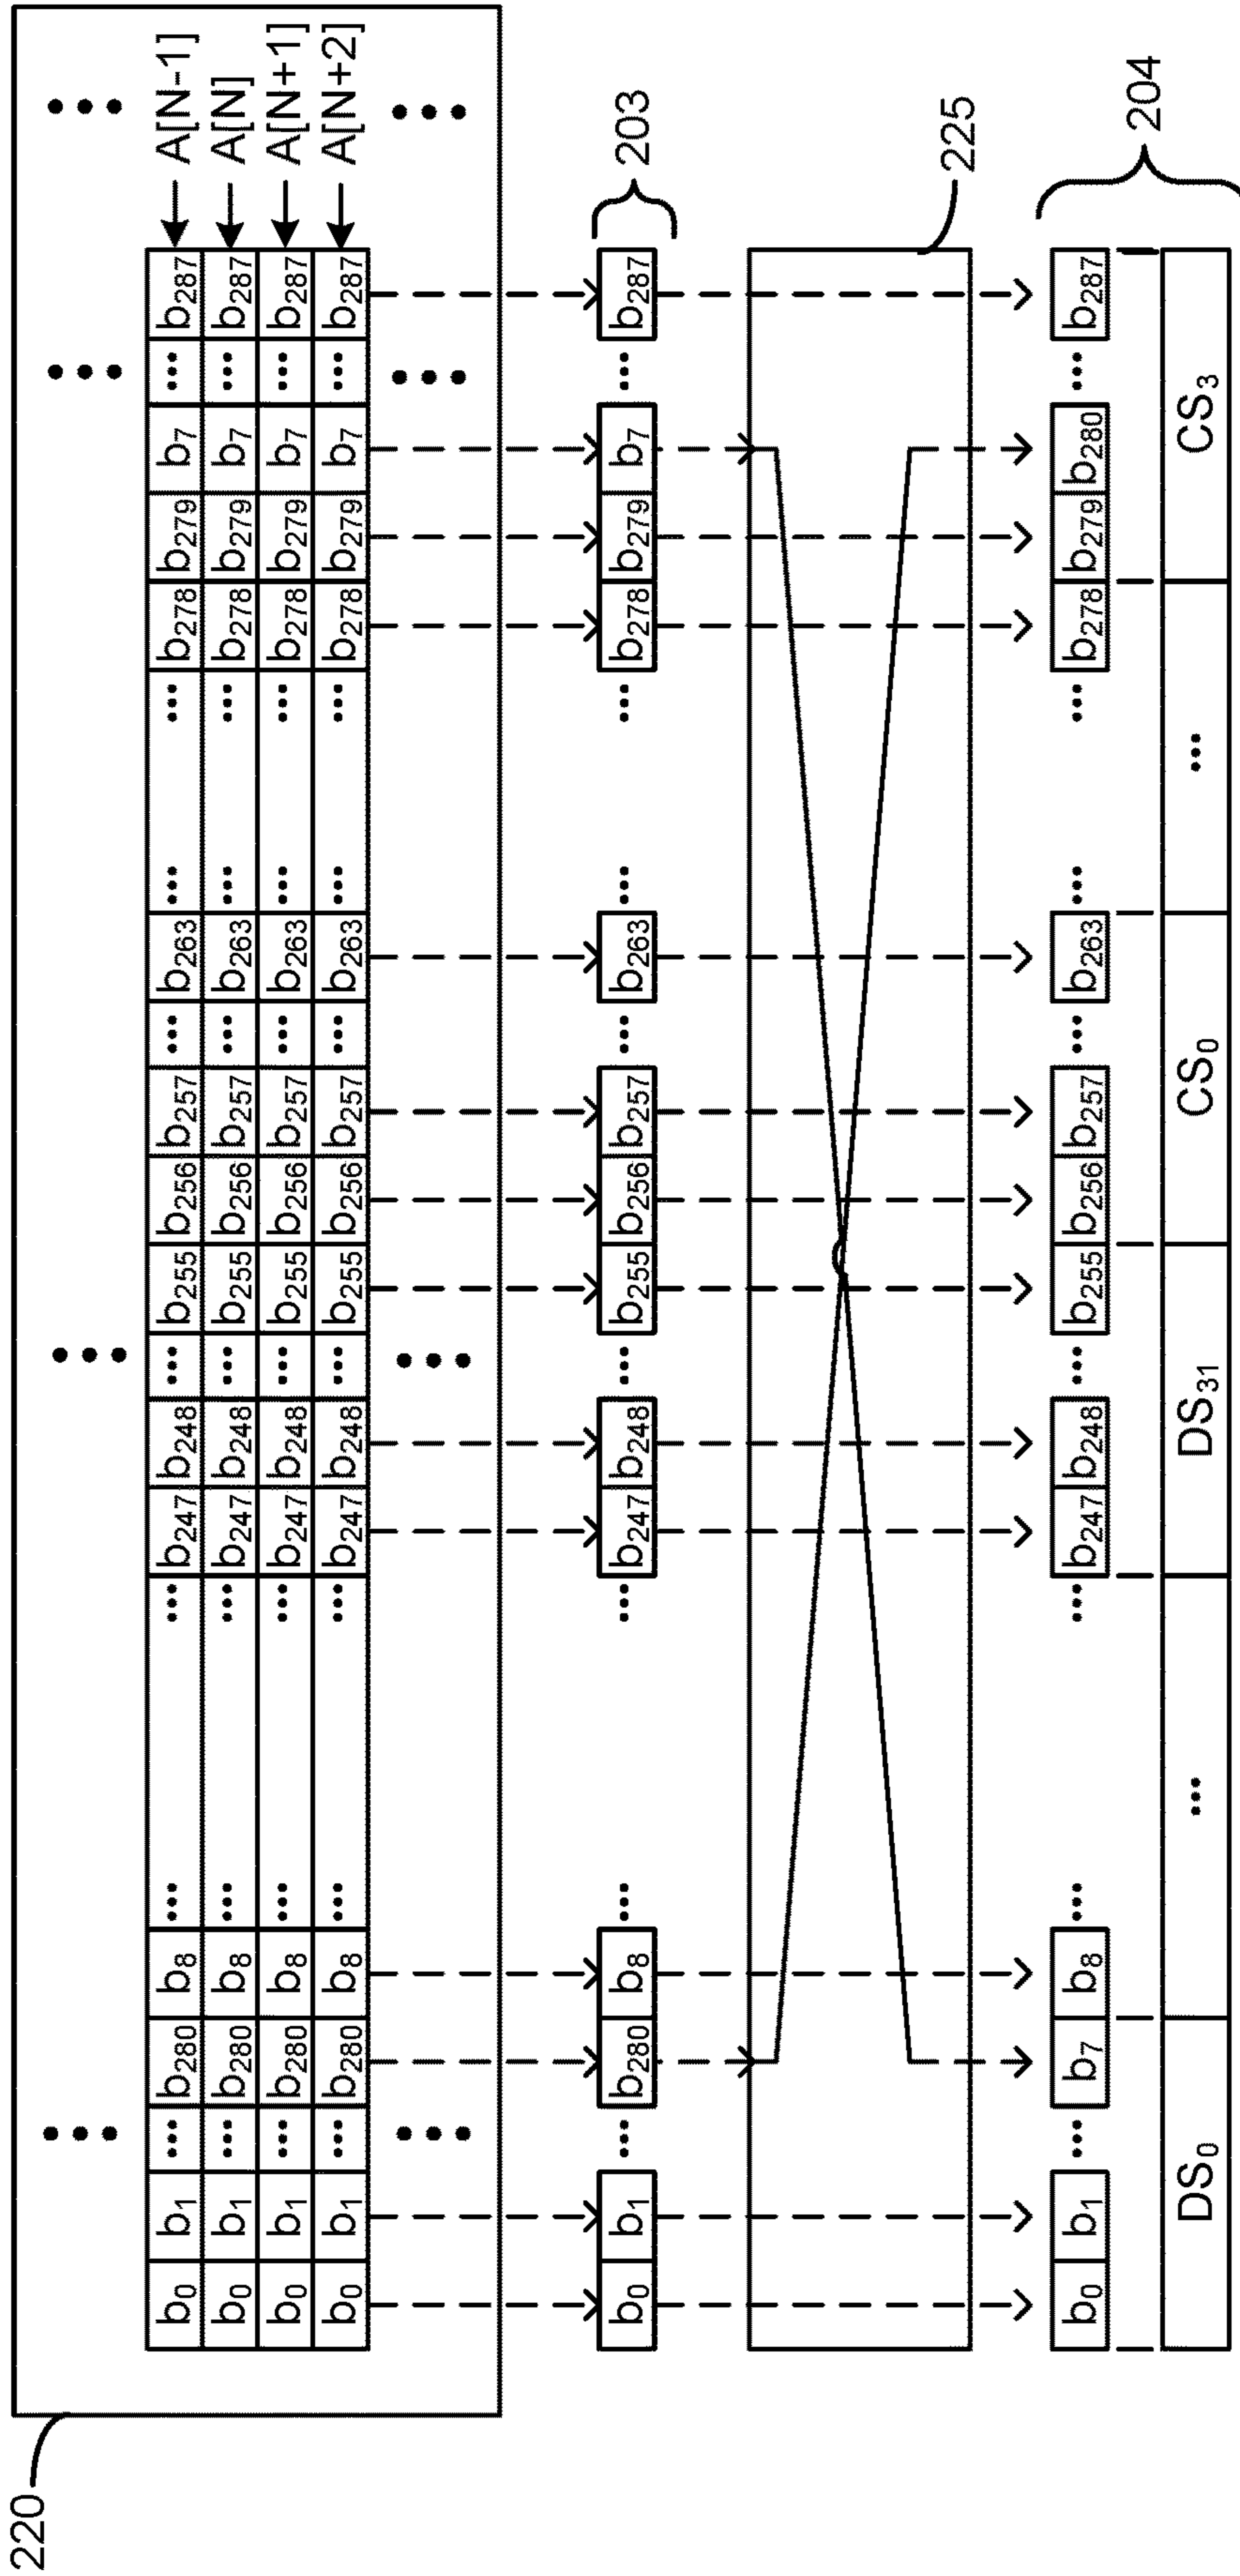 220
••• ••• ••• •••
b0 b1 ••• b280 b8 ••• ••• b247 b248 ••• b255 b256 b257 ••• b263 ••• ••• b278 b279 b7 ••• b287 A[N-1]
b0 b1 ••• b280 b8 ••• ••• b247 b248 ••• b255 b256 b257 ••• b263 ••• ••• b278 b279 b7 ••• b287 A[N]
b0 b1 ••• b280 b8 ••• ••• b247 b248 ••• b255 b256 b257 ••• b263 ••• ••• b278 b279 b7 ••• b287 A[N+1]
b0 b1 ••• b280 b8 ••• ••• b247 b248 ••• b255 b256 b257 ••• b263 ••• ••• b278 b279 b7 ••• b287 A[N+2]
••• ••• ••• •••
b0 b1 ••• b280 b8 ••• ••• b247 b248 ••• b255 b256 b257 ••• b263 ••• ••• b278 b279 b7 ••• b287 203
225
b0 b1 ••• b7 b8 ••• ••• b247 b248 ••• b255 b256 b257 ••• b263 ••• ••• b278 b279 b280 ••• b287
DS0 ••• DS31 CS0 ••• CS3
204